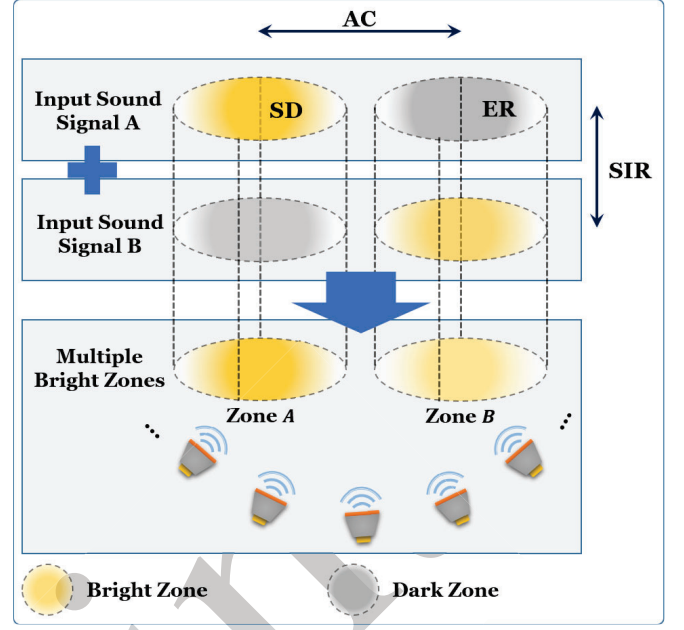 AC
Input Sound
Signal A
SD
ER
SIR
Input Sound
Signal B
Multiple
Bright Zones
Zone A
Zone B
Bright Zone
Dark Zone